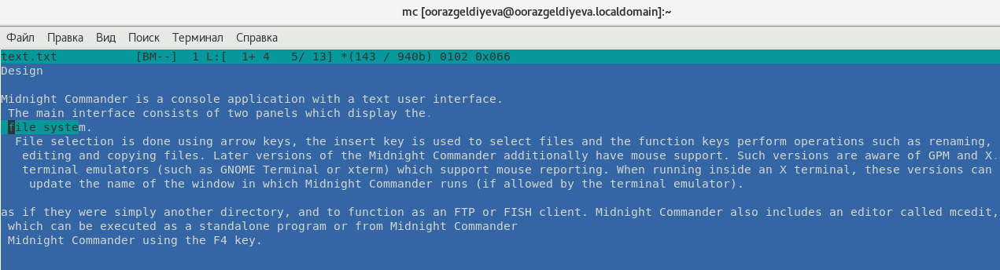 mc [oorazgeldiyeva@oorazgeldiyeva.localdomain]:~
Файл Правка Вид Поиск Терминал Справка
text.txt [BM--] 1 L:[ 1+ 4 5/ 13] *(143 / 940b) 0102 0x066
Design
Midnight Commander is a console application with a text user interface.
The main interface consists of two panels which display the.
file system.
File selection is done using arrow keys, the insert key is used to select files and the function keys perform operations such as renaming,
editing and copying files. Later versions of the Midnight Commander additionally have mouse support. Such versions are aware of GPM and X.
terminal emulators (such as GNOME Terminal or xterm) which support mouse reporting. When running inside an X terminal, these versions can
update the name of the window in which Midnight Commander runs (if allowed by the terminal emulator).
as if they were simply another directory, and to function as an FTP or FISH client. Midnight Commander also includes an editor called mcedit,
which can be executed as a standalone program or from Midnight Commander
Midnight Commander using the F4 key.